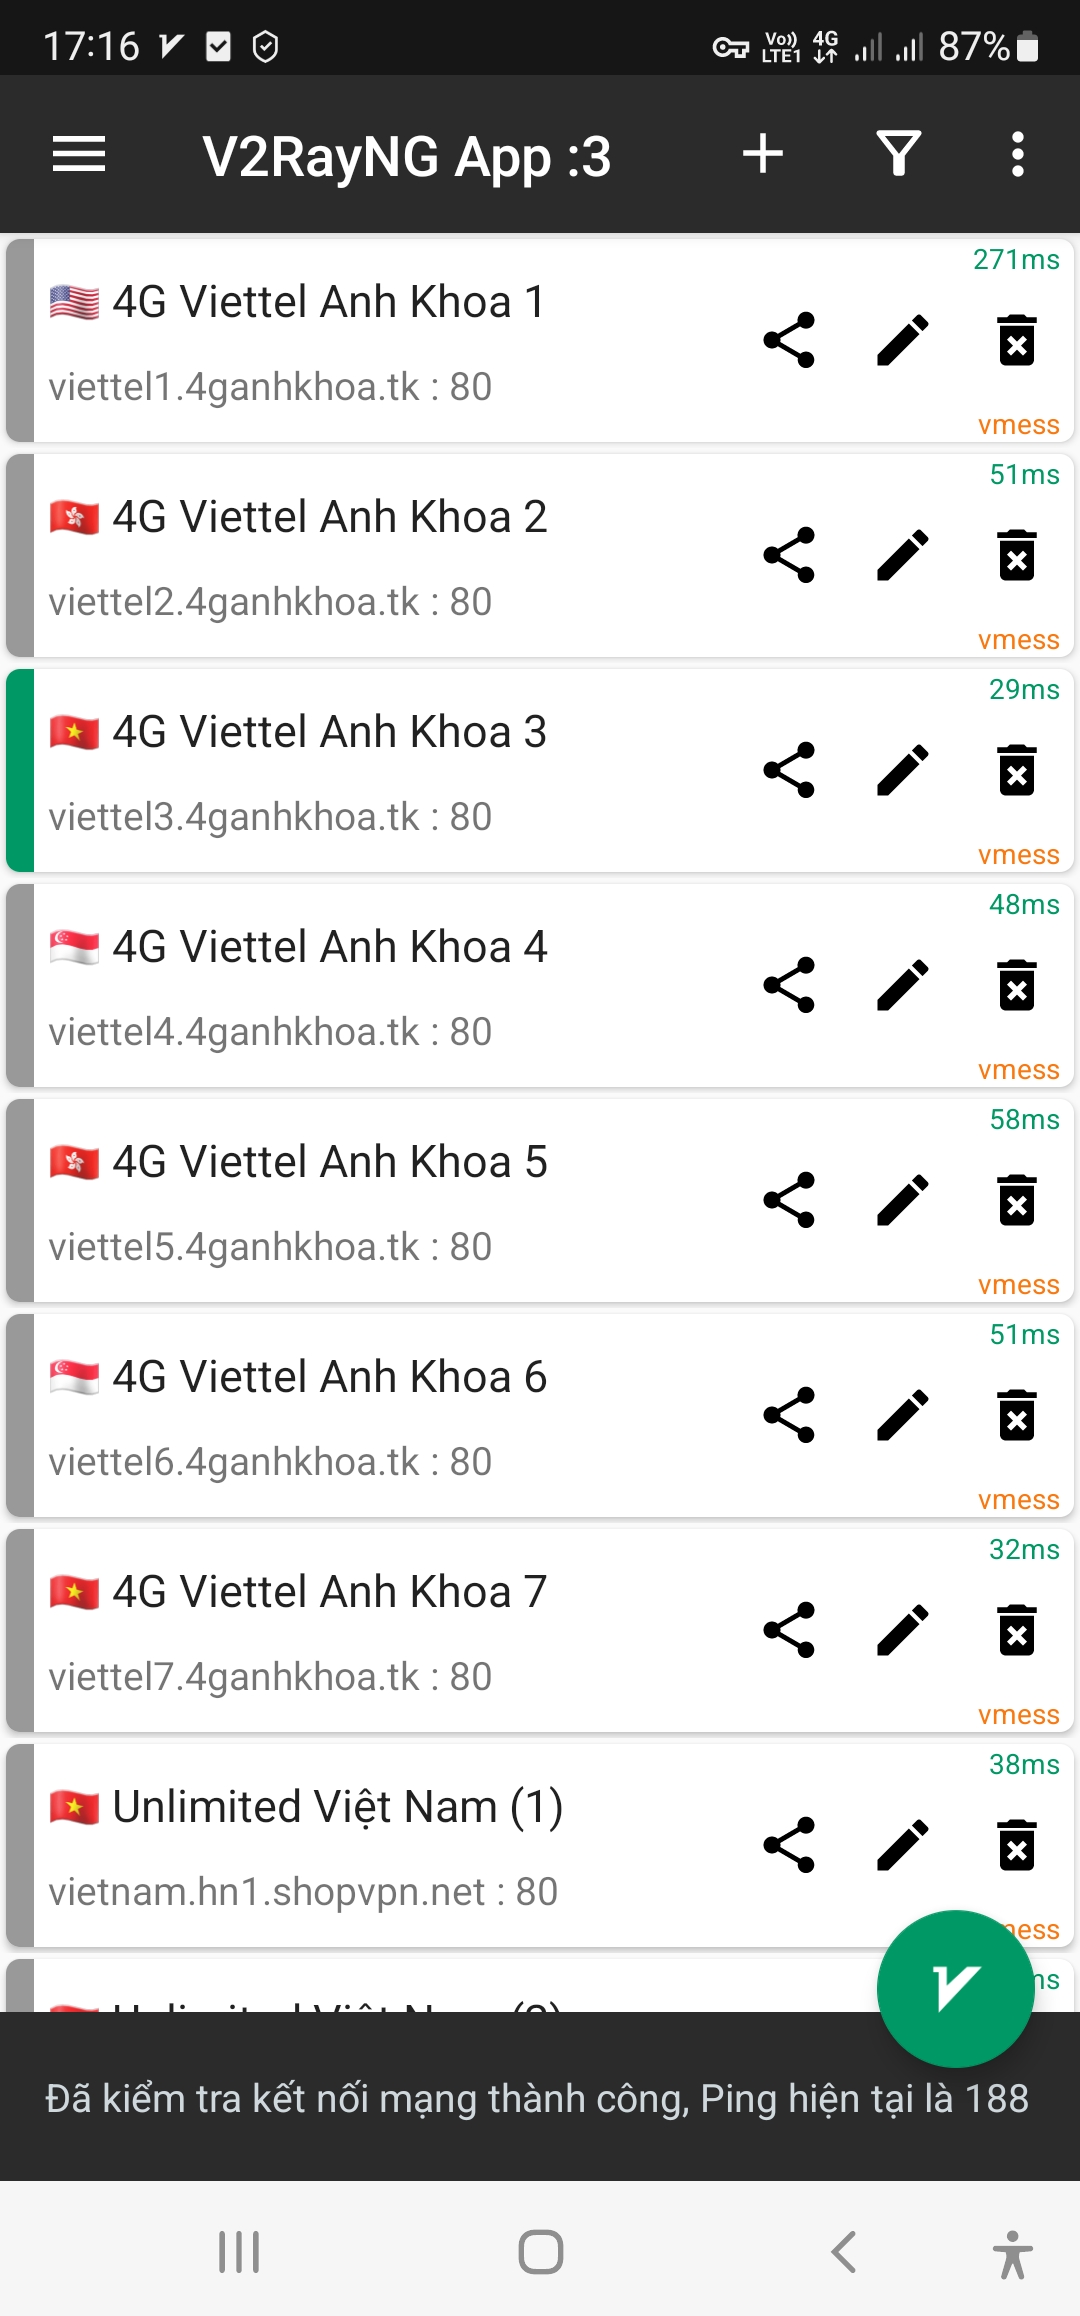 17:16
Vo)) LTE1 4G 87%
V2RayNG App :3
271ms
4G Viettel Anh Khoa 1
viettel1.4ganhkhoa.tk : 80
vmess
51ms
4G Viettel Anh Khoa 2
viettel2.4ganhkhoa.tk : 80
vmess
29ms
4G Viettel Anh Khoa 3
viettel3.4ganhkhoa.tk : 80
vmess
48ms
4G Viettel Anh Khoa 4
viettel4.4ganhkhoa.tk : 80
vmess
58ms
4G Viettel Anh Khoa 5
viettel5.4ganhkhoa.tk : 80
vmess
51ms
4G Viettel Anh Khoa 6
viettel6.4ganhkhoa.tk : 80
vmess
32ms
4G Viettel Anh Khoa 7
viettel7.4ganhkhoa.tk : 80
vmess
38ms
Unlimited Việt Nam (1)
vietnam.hn1.shopvpn.net : 80
Đã kiểm tra kết nối mạng thành công, Ping hiện tại là 188